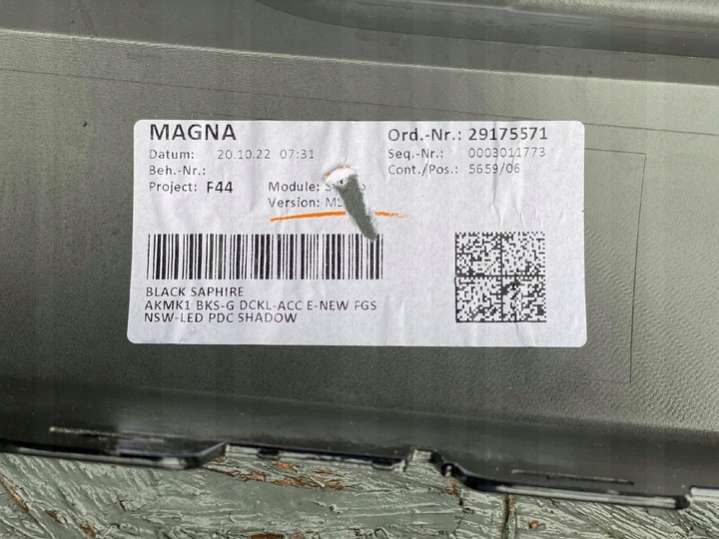 MAGNA
Ord.-Nr.: 29175571
Datum: 20.10.22 07:31
Seq.-Nr.: 0003011773
Beh.-Nr.:
Cont./Pos.: 5659/06
Project: F44
Module:
Version:
BLACK SAPHIRE
AKMK1 BKS-G DCKL-ACC E-NEW FGS
NSW-LED PDC SHADOW